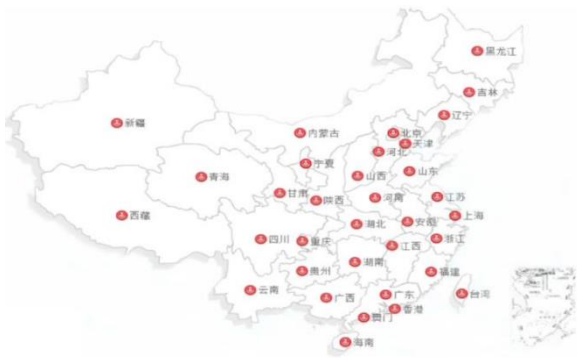 黑龙江
吉林
辽宁
新疆
内蒙古
北京
天津
河北
宁夏
山西
山东
青海
甘肃
陕西
河南
江苏
西藏
上海
湖北
安徽
四川
重庆
江西
浙江
贵州
湖南
福建
云南
广西
广东
台湾
香港
澳门
海南